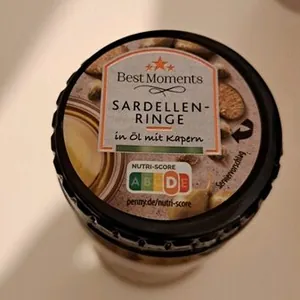 Best Moments
SARDELLEN-
RINGE
in Öl mit Kapern
NUTRI-SCORE
A B C D E
penny.de/nutri-score
Serviervorschlag